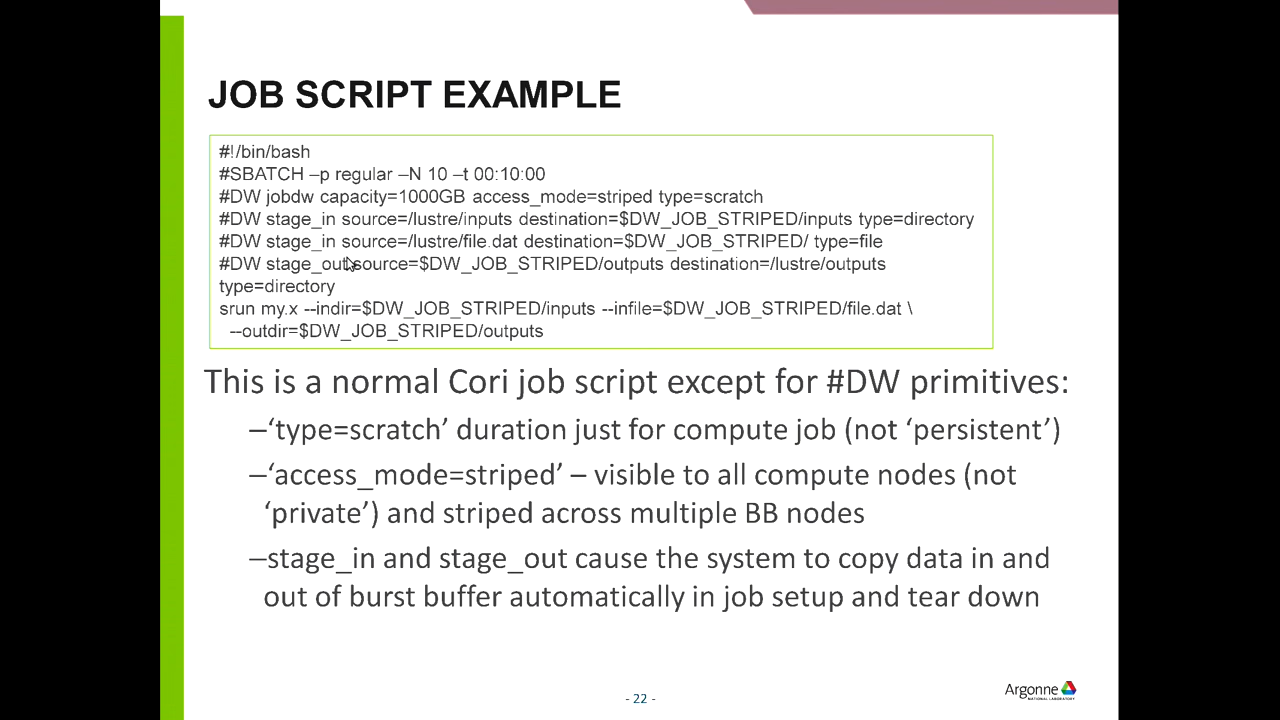 JOB SCRIPT EXAMPLE
#!/bin/bash
#SBATCH –p regular –N 10 –t 00:10:00
#DW jobdw capacity=1000GB access_mode=striped type=scratch
#DW stage_in source=/lustre/inputs destination=$DW_JOB_STRIPED/inputs type=directory
#DW stage_in source=/lustre/file.dat destination=$DW_JOB_STRIPED/ type=file
#DW stage_out source=$DW_JOB_STRIPED/outputs destination=/lustre/outputs
type=directory
srun my.x --indir=$DW_JOB_STRIPED/inputs --infile=$DW_JOB_STRIPED/file.dat \
--outdir=$DW_JOB_STRIPED/outputs
This is a normal Cori job script except for #DW primitives:
–‘type=scratch’ duration just for compute job (not ‘persistent’)
–‘access_mode=striped’ – visible to all compute nodes (not
‘private’) and striped across multiple BB nodes
–stage_in and stage_out cause the system to copy data in and
out of burst buffer automatically in job setup and tear down
- 22 -
Argonne
NATIONAL LABORATORY